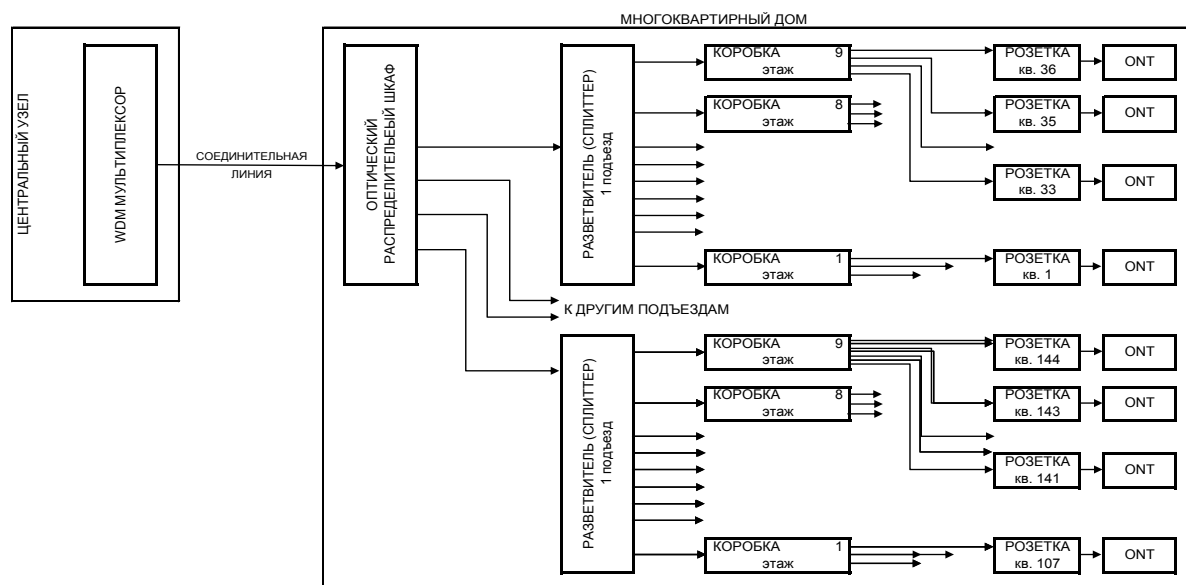 МНОГОКВАРТИРНЫЙ ДОМ
ЦЕНТРАЛЬНЫЙ УЗЕЛ
WDM МУЛЬТИПЛЕКСОР
СОЕДИНИТЕЛЬНАЯ
ЛИНИЯ
ОПТИЧЕСКИЙ
РАСПРЕДЕЛИТЕЛЕЫЙ ШКАФ
РАЗВЕТВИТЕЛЬ (СПЛИТТЕР)
1 подъезд
КОРОБКА 9
этаж
РОЗЕТКА
кв. 36
ONT
КОРОБКА 8
этаж
РОЗЕТКА
кв. 35
ONT
РОЗЕТКА
кв. 33
ONT
КОРОБКА 1
этаж
РОЗЕТКА
кв. 1
ONT
К ДРУГИМ ПОДЪЕЗДАМ
РАЗВЕТВИТЕЛЬ (СПЛИТТЕР)
1 подъезд
КОРОБКА 9
этаж
РОЗЕТКА
кв. 144
ONT
КОРОБКА 8
этаж
РОЗЕТКА
кв. 143
ONT
РОЗЕТКА
кв. 141
ONT
КОРОБКА 1
этаж
РОЗЕТКА
кв. 107
ONT